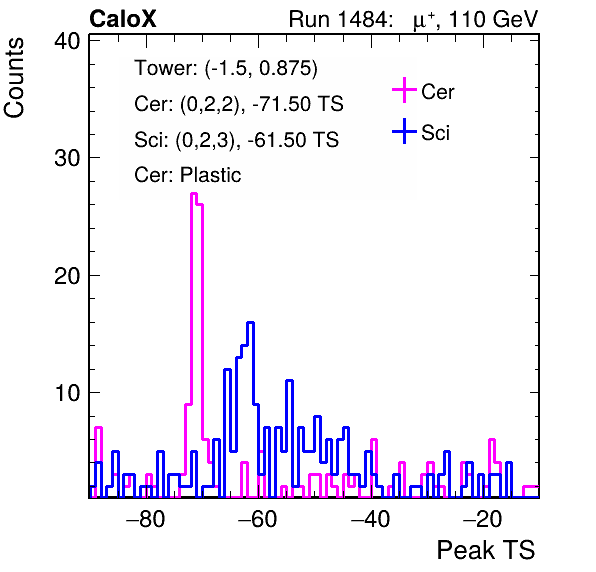 CaloX Run 1484: μ⁺, 110 GeV
Counts
40
30
20
10
Tower: (-1.5, 0.875)
Cer: (0,2,2), -71.50 TS
Sci: (0,2,3), -61.50 TS
Cer: Plastic
Cer
Sci
−80 −60 −40 −20
Peak TS